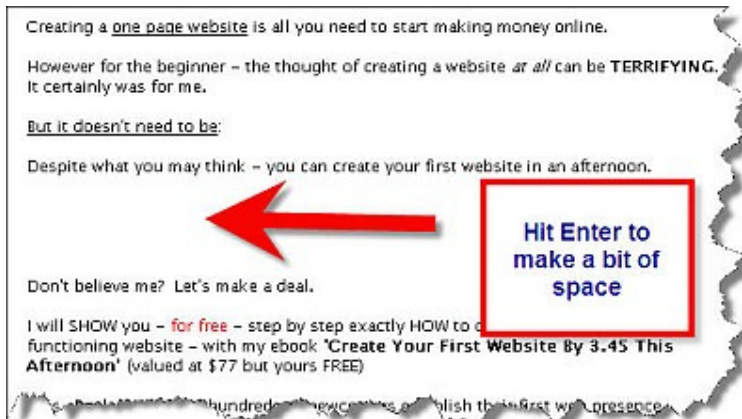 Creating a one page website is all you need to start making money online.
However for the beginner – the thought of creating a website at all can be TERRIFYING.
It certainly was for me.
But it doesn't need to be:
Despite what you may think – you can create your first website in an afternoon.
Hit Enter to
make a bit of
space
Don't believe me? Let's make a deal.
I will SHOW you – for free – step by step exactly HOW to
functioning website – with my ebook "Create Your First Website By 3.45 This
Afternoon" (valued at $77 but yours FREE)
first web presence